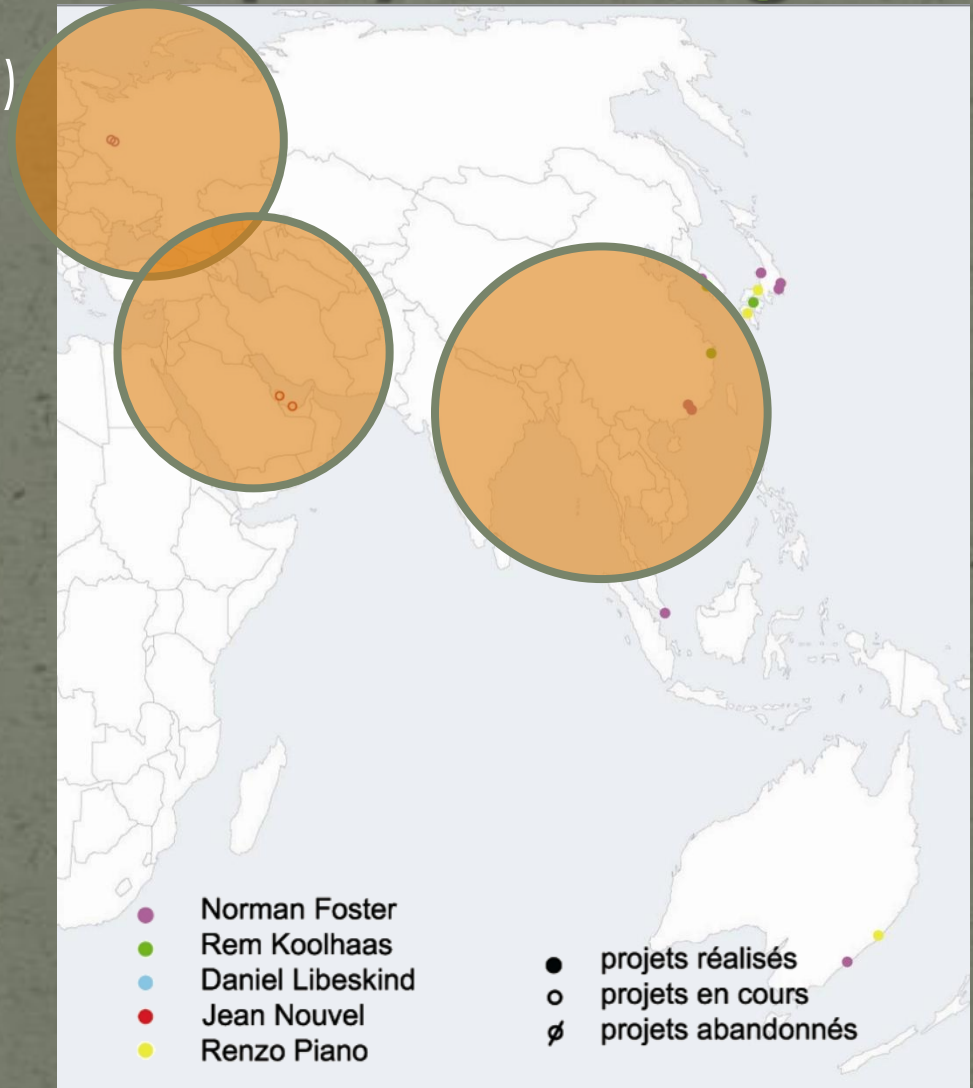 )
Norman Foster
Rem Koolhaas
Daniel Libeskind
Jean Nouvel
Renzo Piano
projets réalisés
projets en cours
projets abandonnés